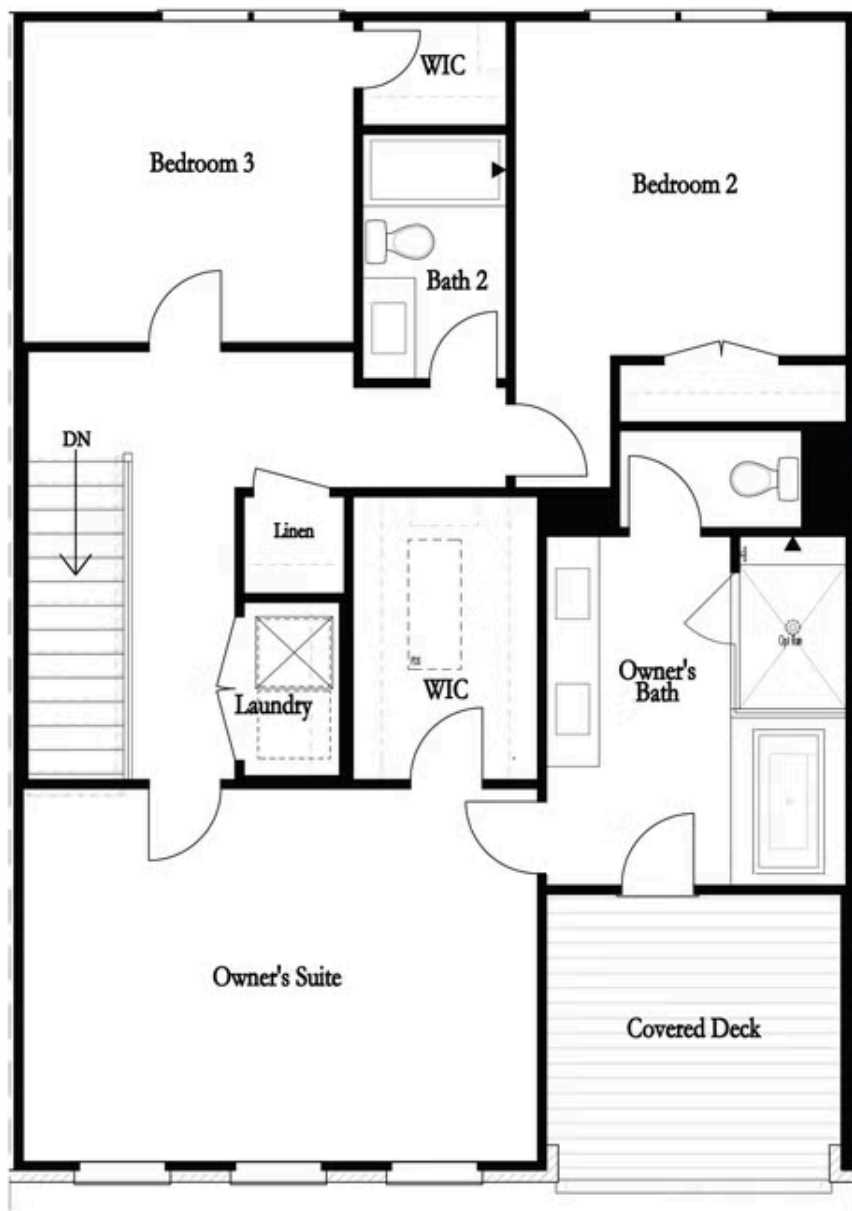 WIC
Bedroom 3
Bedroom 2
Bath 2
DN
Linen
Owner's
Bath
WIC
Laundry
Owner's Suite
Covered Deck